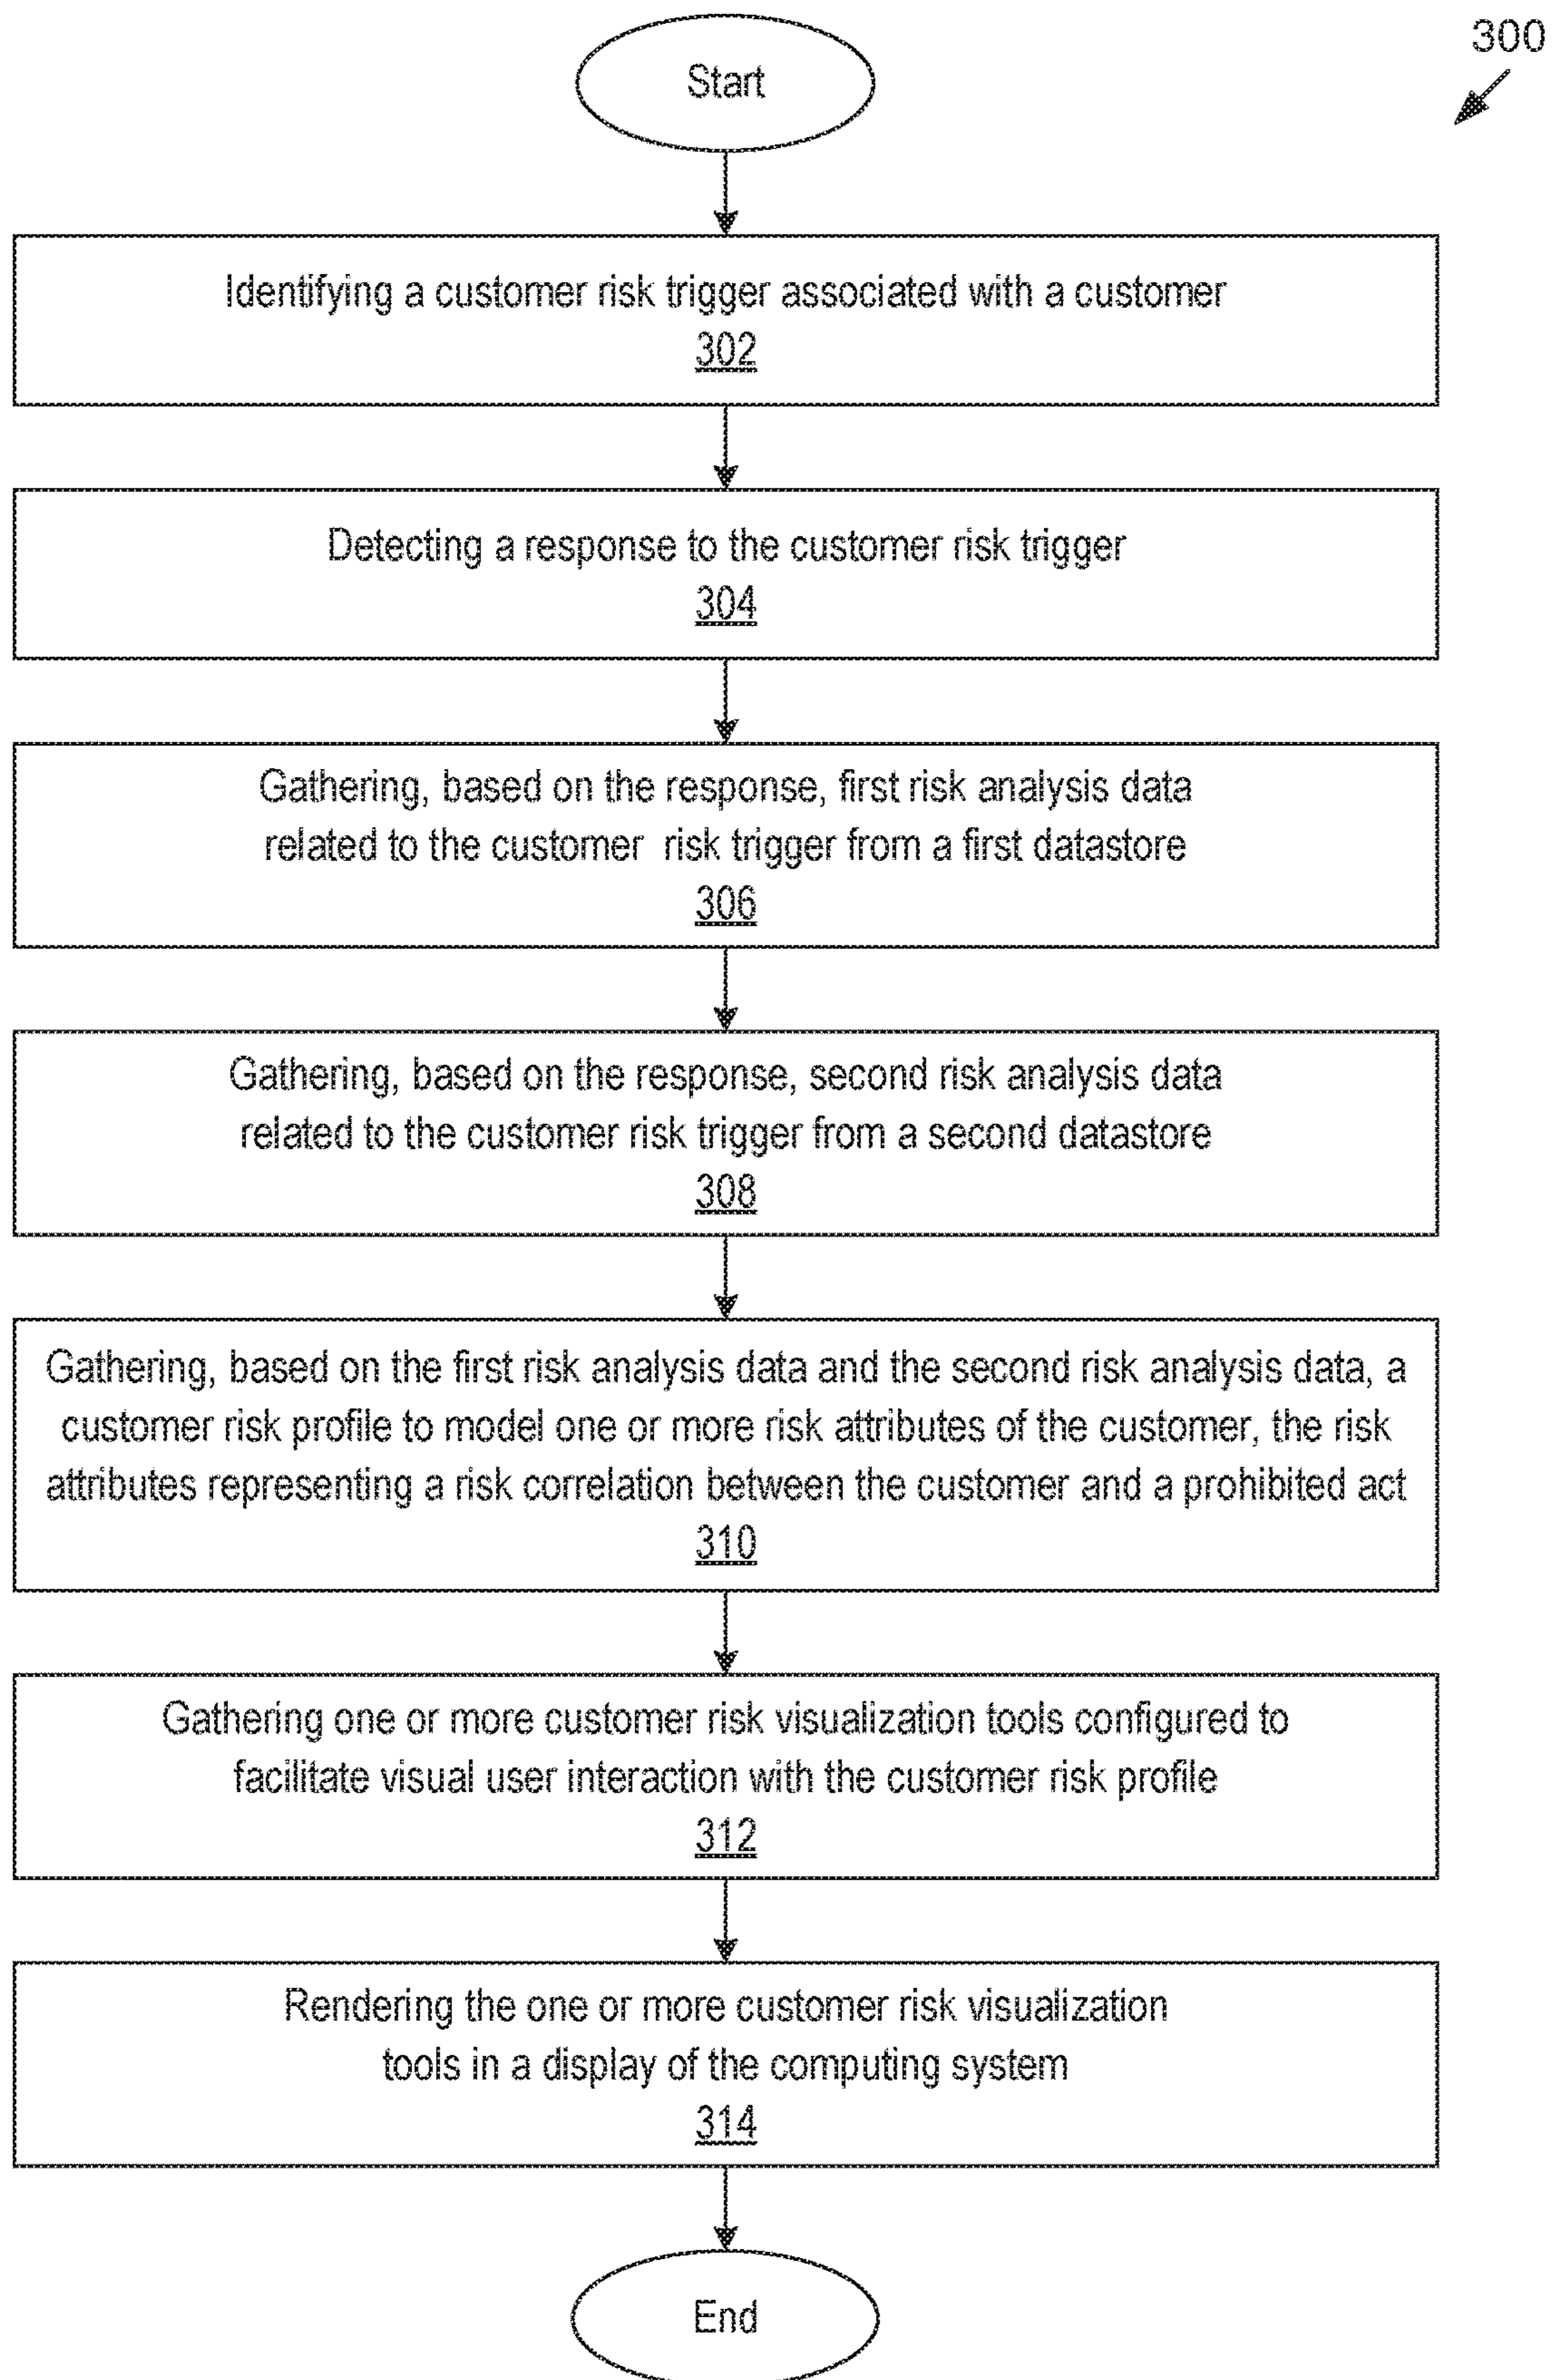 300
Start
Identifying a customer risk trigger associated with a customer
302
Detecting a response to the customer risk trigger
304
Gathering, based on the response, first risk analysis data
related to the customer risk trigger from a first datastore
306
Gathering, based on the response, second risk analysis data
related to the customer risk trigger from a second datastore
308
Gathering, based on the first risk analysis data and the second risk analysis data, a
customer risk profile to model one or more risk attributes of the customer, the risk
attributes representing a risk correlation between the customer and a prohibited act
310
Gathering one or more customer risk visualization tools configured to
facilitate visual user interaction with the customer risk profile
312
Rendering the one or more customer risk visualization
tools in a display of the computing system
314
End